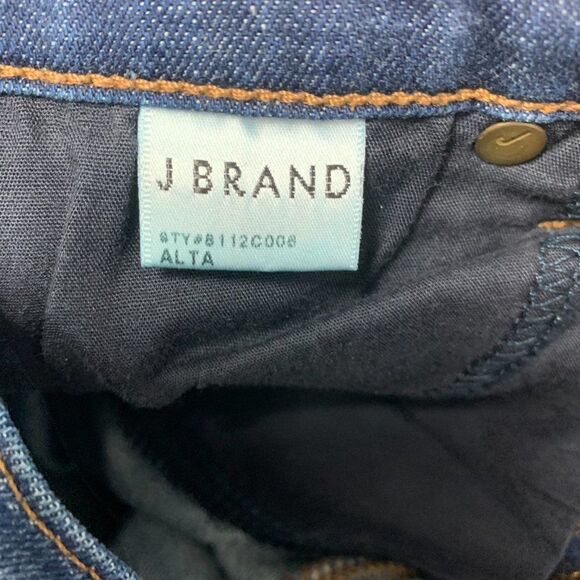 J BRAND
STY#8112C006
ALTA